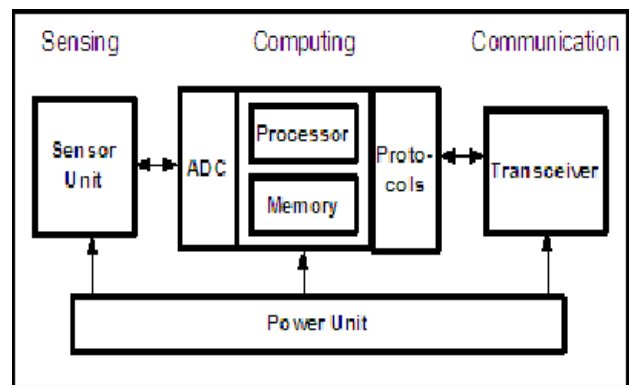 Sensing
Computing
Communication
Sensor
Unit
ADC
Processor
Memory
Proto-
cols
Transceiver
Power Unit